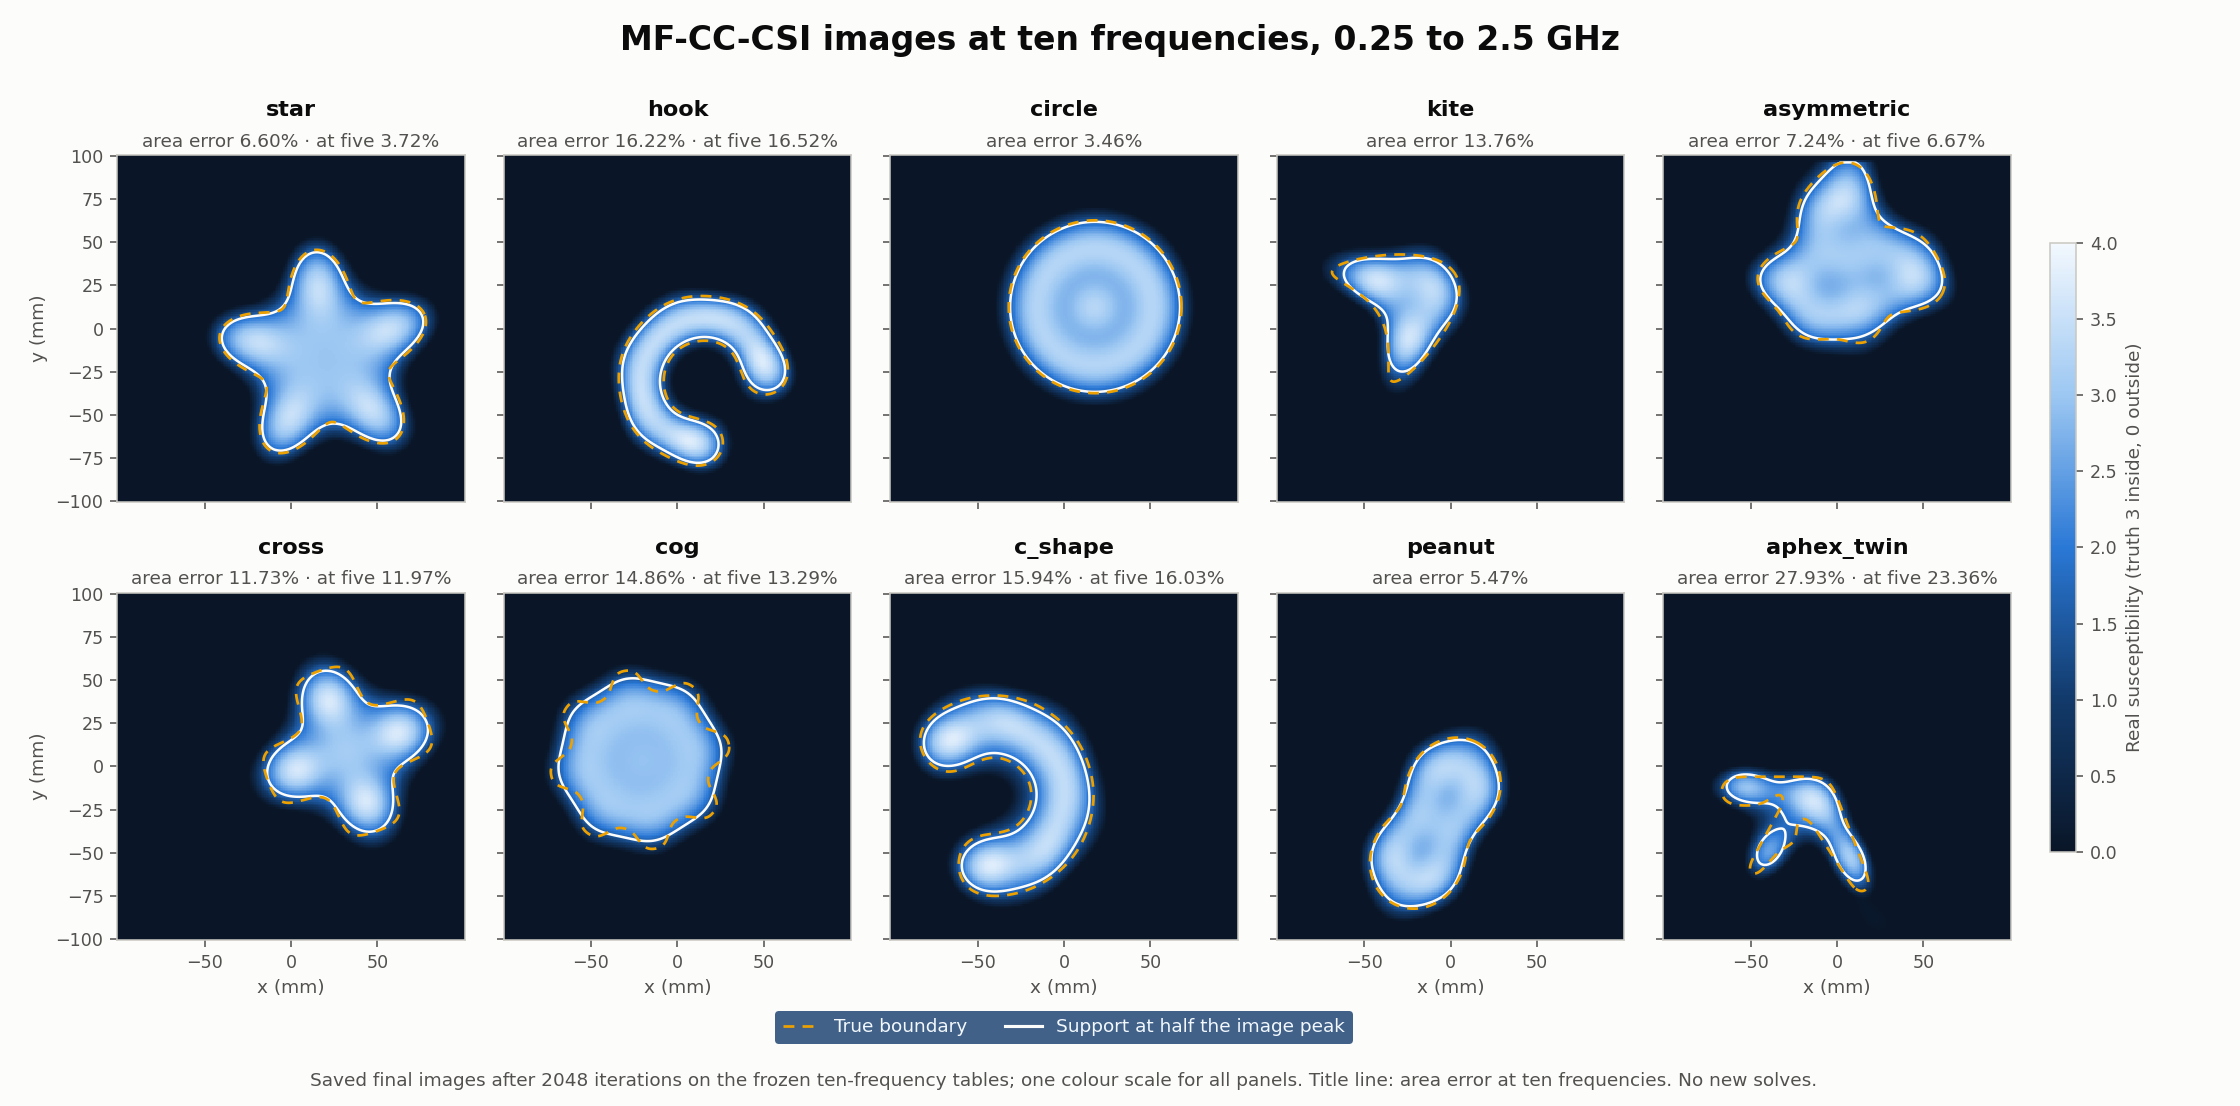 MF-CC-CSI images at ten frequencies, 0.25 to 2.5 GHz
star
area error 6.60% · at five 3.72%
hook
area error 16.22% · at five 16.52%
circle
area error 3.46%
kite
area error 13.76%
asymmetric
area error 7.24% · at five 6.67%
100
75
50
25
0
−25
−50
−75
−100
y (mm)
cross
area error 11.73% · at five 11.97%
cog
area error 14.86% · at five 13.29%
c_shape
area error 15.94% · at five 16.03%
peanut
area error 5.47%
aphex_twin
area error 27.93% · at five 23.36%
100
75
50
25
0
−25
−50
−75
−100
y (mm)
−50 0 50
x (mm)
−50 0 50
x (mm)
−50 0 50
x (mm)
−50 0 50
x (mm)
−50 0 50
x (mm)
4.0
3.5
3.0
2.5
2.0
1.5
1.0
0.5
0.0
Real susceptibility (truth 3 inside, 0 outside)
True boundary
Support at half the image peak
Saved final images after 2048 iterations on the frozen ten-frequency tables; one colour scale for all panels. Title line: area error at ten frequencies. No new solves.